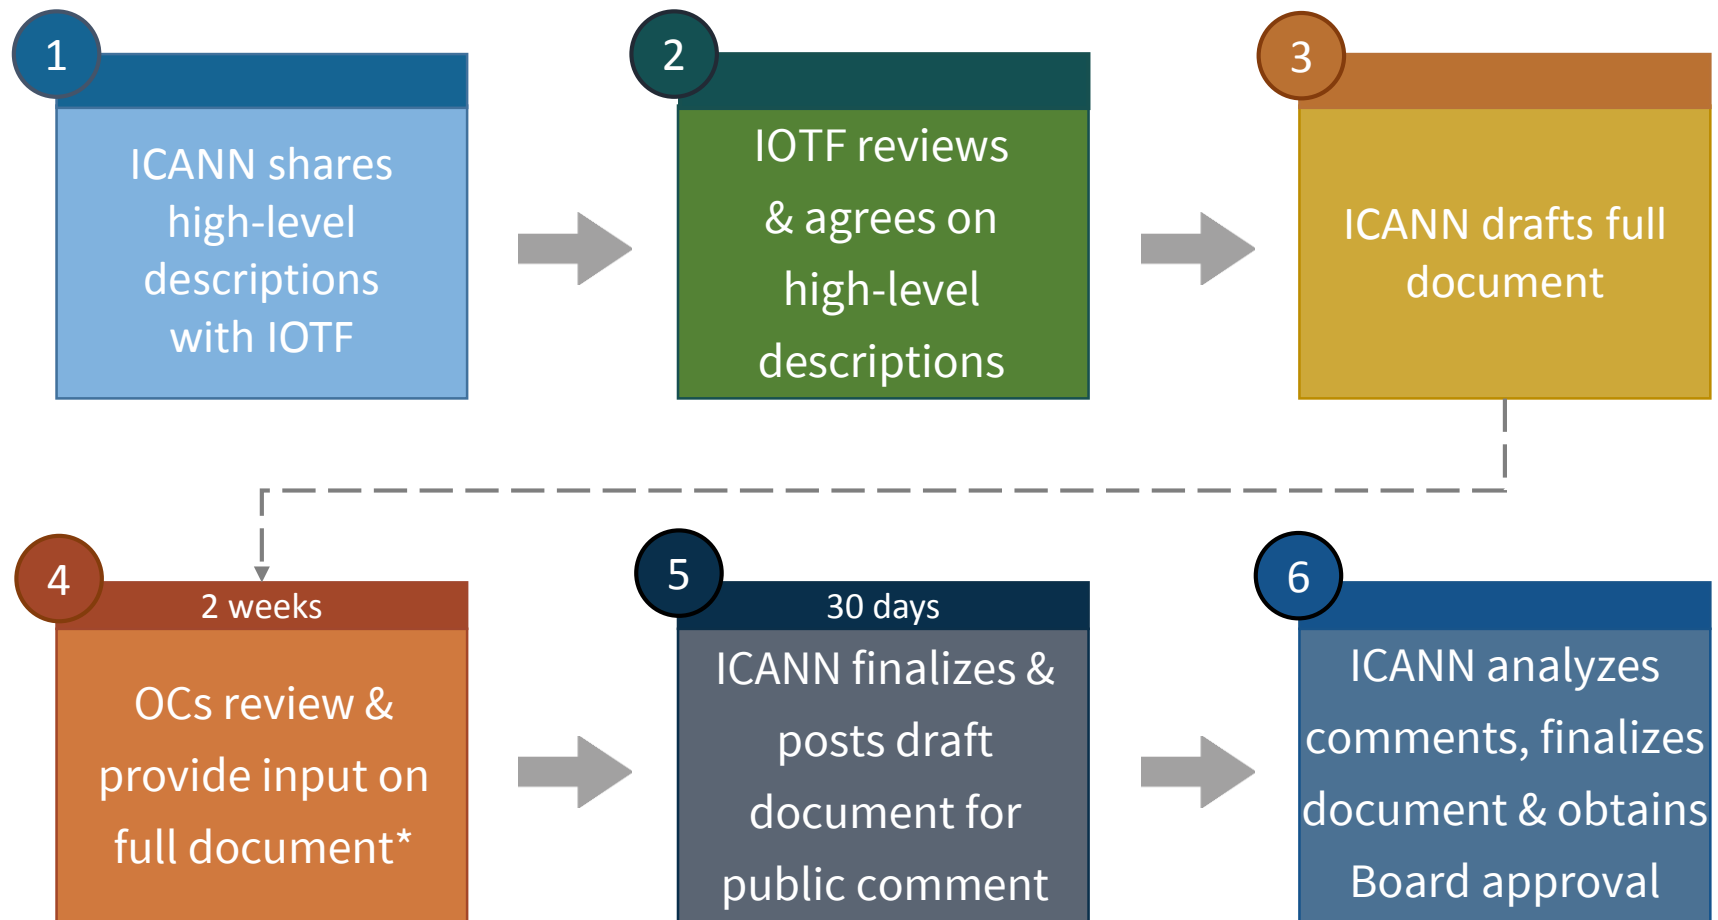 1
ICANN shares
high-level
descriptions
with IOTF
2
IOTF reviews
& agrees on
high-level
descriptions
3
ICANN drafts full
document
4
2 weeks
OCs review &
provide input on
full document*
5
30 days
ICANN finalizes &
posts draft
document for
public comment
6
ICANN analyzes
comments, finalizes
document & obtains
Board approval